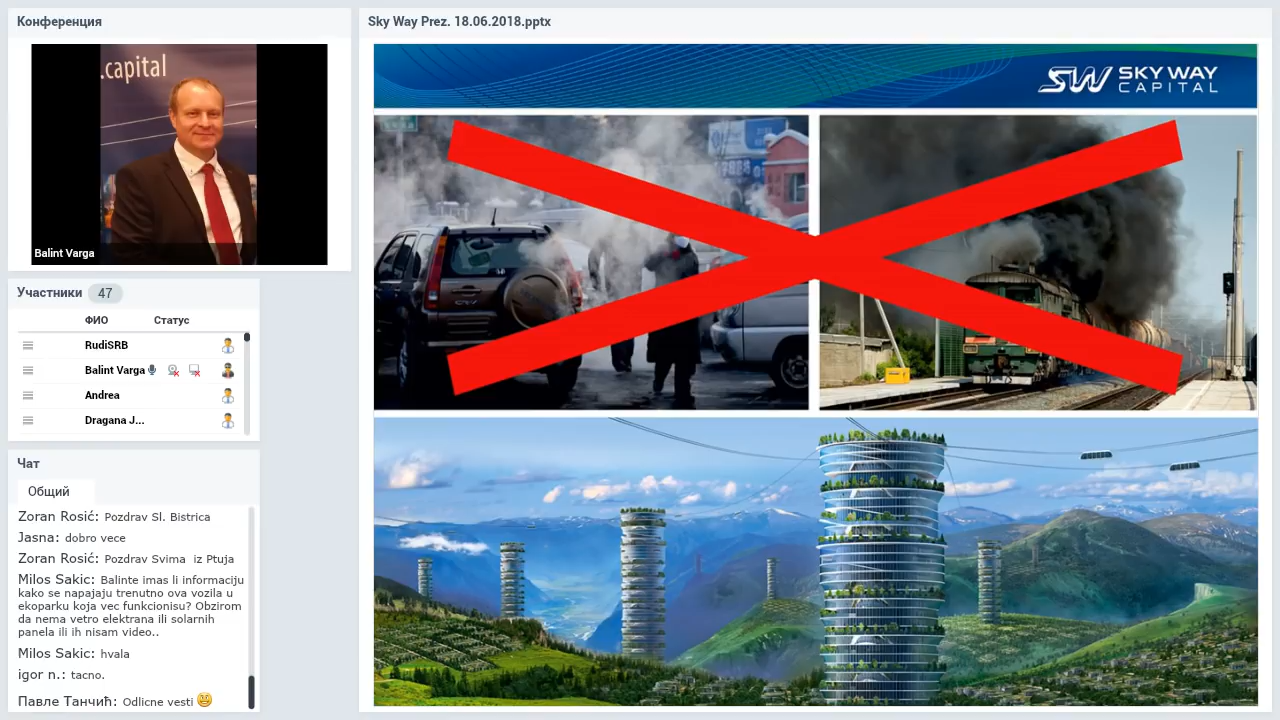 Конференция
.capital
Balint Varga
Участники 47
ФИО Статус
RudiSRB
Balint Varga
Andrea
Dragana J...
Чат
Общий
Zoran Rosić: Pozdrav Sl. Bistrica
Jasna: dobro vece
Zoran Rosić: Pozdrav Svima iz Ptuja
Milos Sakic: Balinte imas li informaciju
kako se napajaju trenutno ova vozila u
ekoparku koja vec funkcionisu? Obzirom
da nema vetro elektrana ili solarnih
panela ili ih nisam video..
Milos Sakic: hvala
igor n.: tacno.
Павле Танчић: Odlicne vesti
Sky Way Prez. 18.06.2018.pptx
SW SKY WAY
CAPITAL
CRV